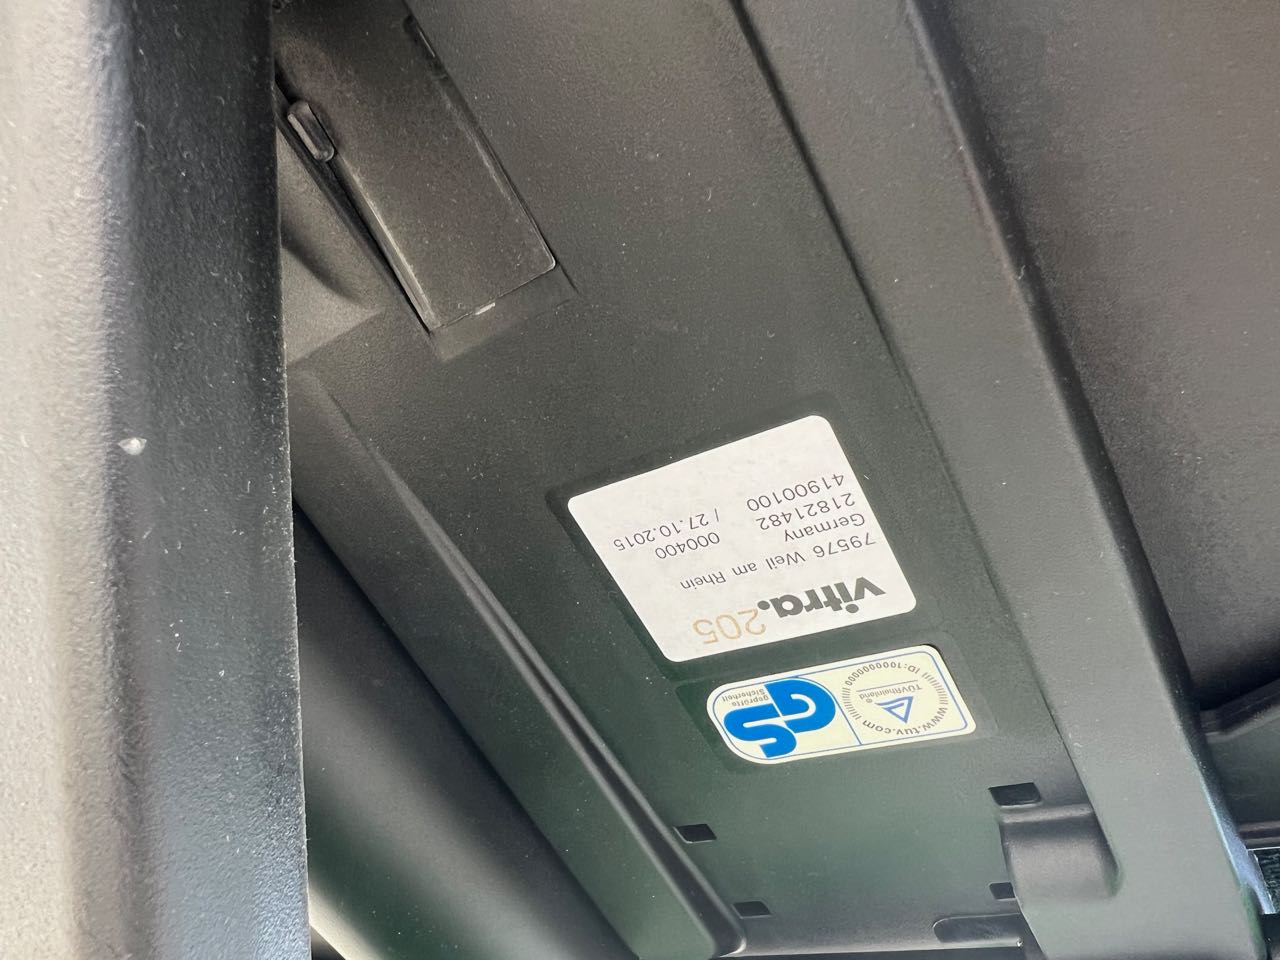 vitra.205
79576 Weil am Rhein
Germany
21821482 000400
41900100 / 27.10.2015
www.tuv.com
TÜVRheinland
®
ID:1000000000
GS
geprüfte
Sicherheit